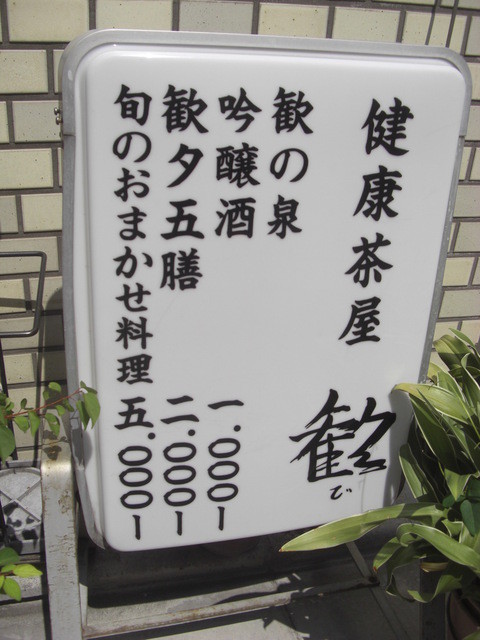 健康茶屋
歓で
歓の泉
吟醸酒 一.〇〇〇ー
歓夕五膳 二.〇〇〇ー
旬のおまかせ料理 五.〇〇〇ー